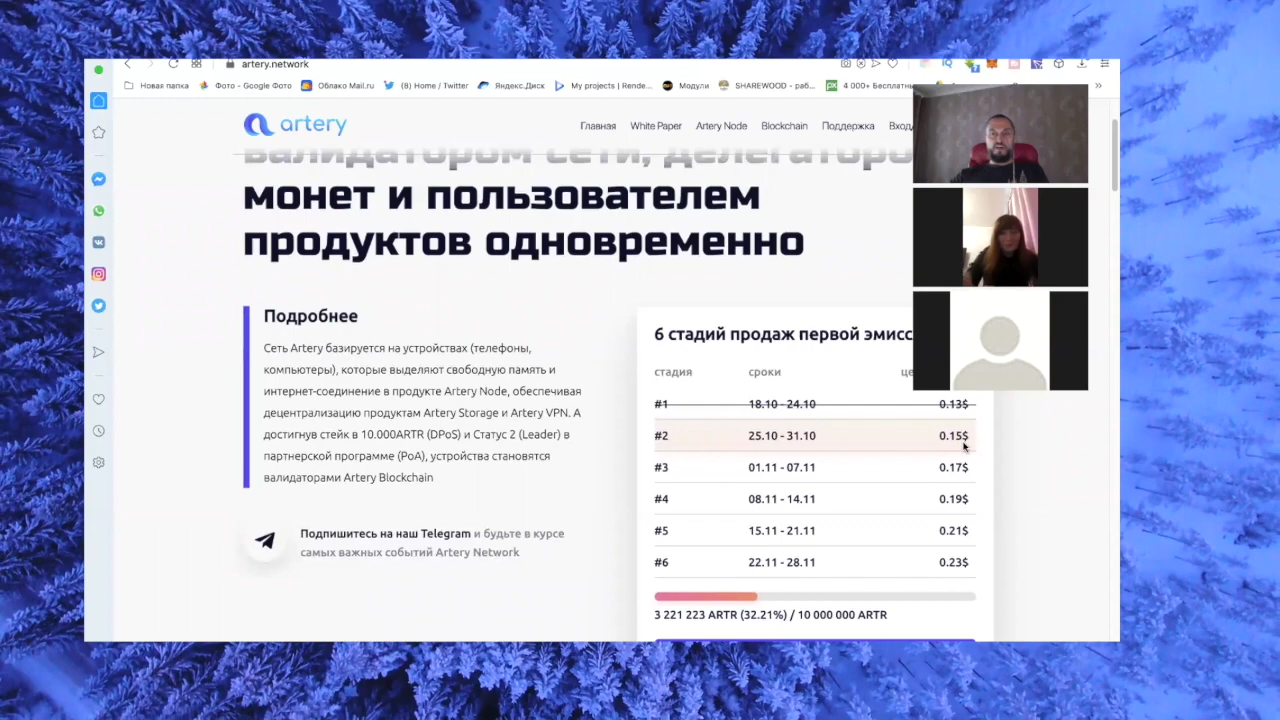 artery.network
Новая папка
Фото - Google Фото
Облако Mail.ru
(8) Home / Twitter
Яндекс.Диск
My projects | Rende...
Модули
SHAREWOOD - раб...
4 000+ Бесплатны
artery
Главная
White Paper
Artery Node
Blockchain
Поддержка
Вход
валидатором сети, делегаторо
монет и пользователем
продуктов одновременно
Подробнее
Сеть Artery базируется на устройствах (телефоны,
компьютеры), которые выделяют свободную память и
интернет-соединение в продукте Artery Node, обеспечивая
децентрализацию продуктам Artery Storage и Artery VPN. А
достигнув стейк в 10.000ARTR (DPoS) и Статус 2 (Leader) в
партнерской программе (PoA), устройства становятся
валидаторами Artery Blockchain
Подпишитесь на наш Telegram и будьте в курсе
самых важных событий Artery Network
6 стадий продаж первой эмисс
стадия сроки це
#1 18.10 - 24.10 0.13$
#2 25.10 - 31.10 0.15$
#3 01.11 - 07.11 0.17$
#4 08.11 - 14.11 0.19$
#5 15.11 - 21.11 0.21$
#6 22.11 - 28.11 0.23$
3 221 223 ARTR (32.21%) / 10 000 000 ARTR